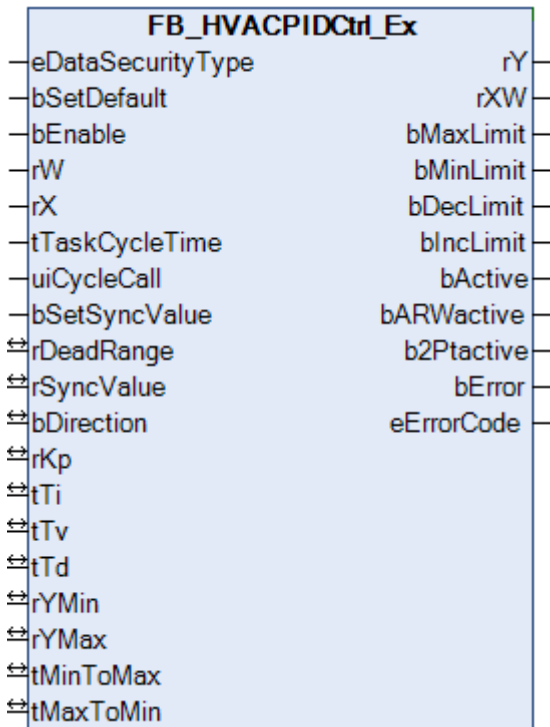 FB_HVACPIDCtrl_Ex
eDataSecurityType rY
bSetDefault rXW
bEnable bMaxLimit
rW bMinLimit
rX bDecLimit
tTaskCycleTime bIncLimit
uiCycleCall bActive
bSetSyncValue bARWactive
rDeadRange b2Ptactive
rSyncValue bError
bDirection eErrorCode
rKp
tTi
tTv
tTd
rYMin
rYMax
tMinToMax
tMaxToMin